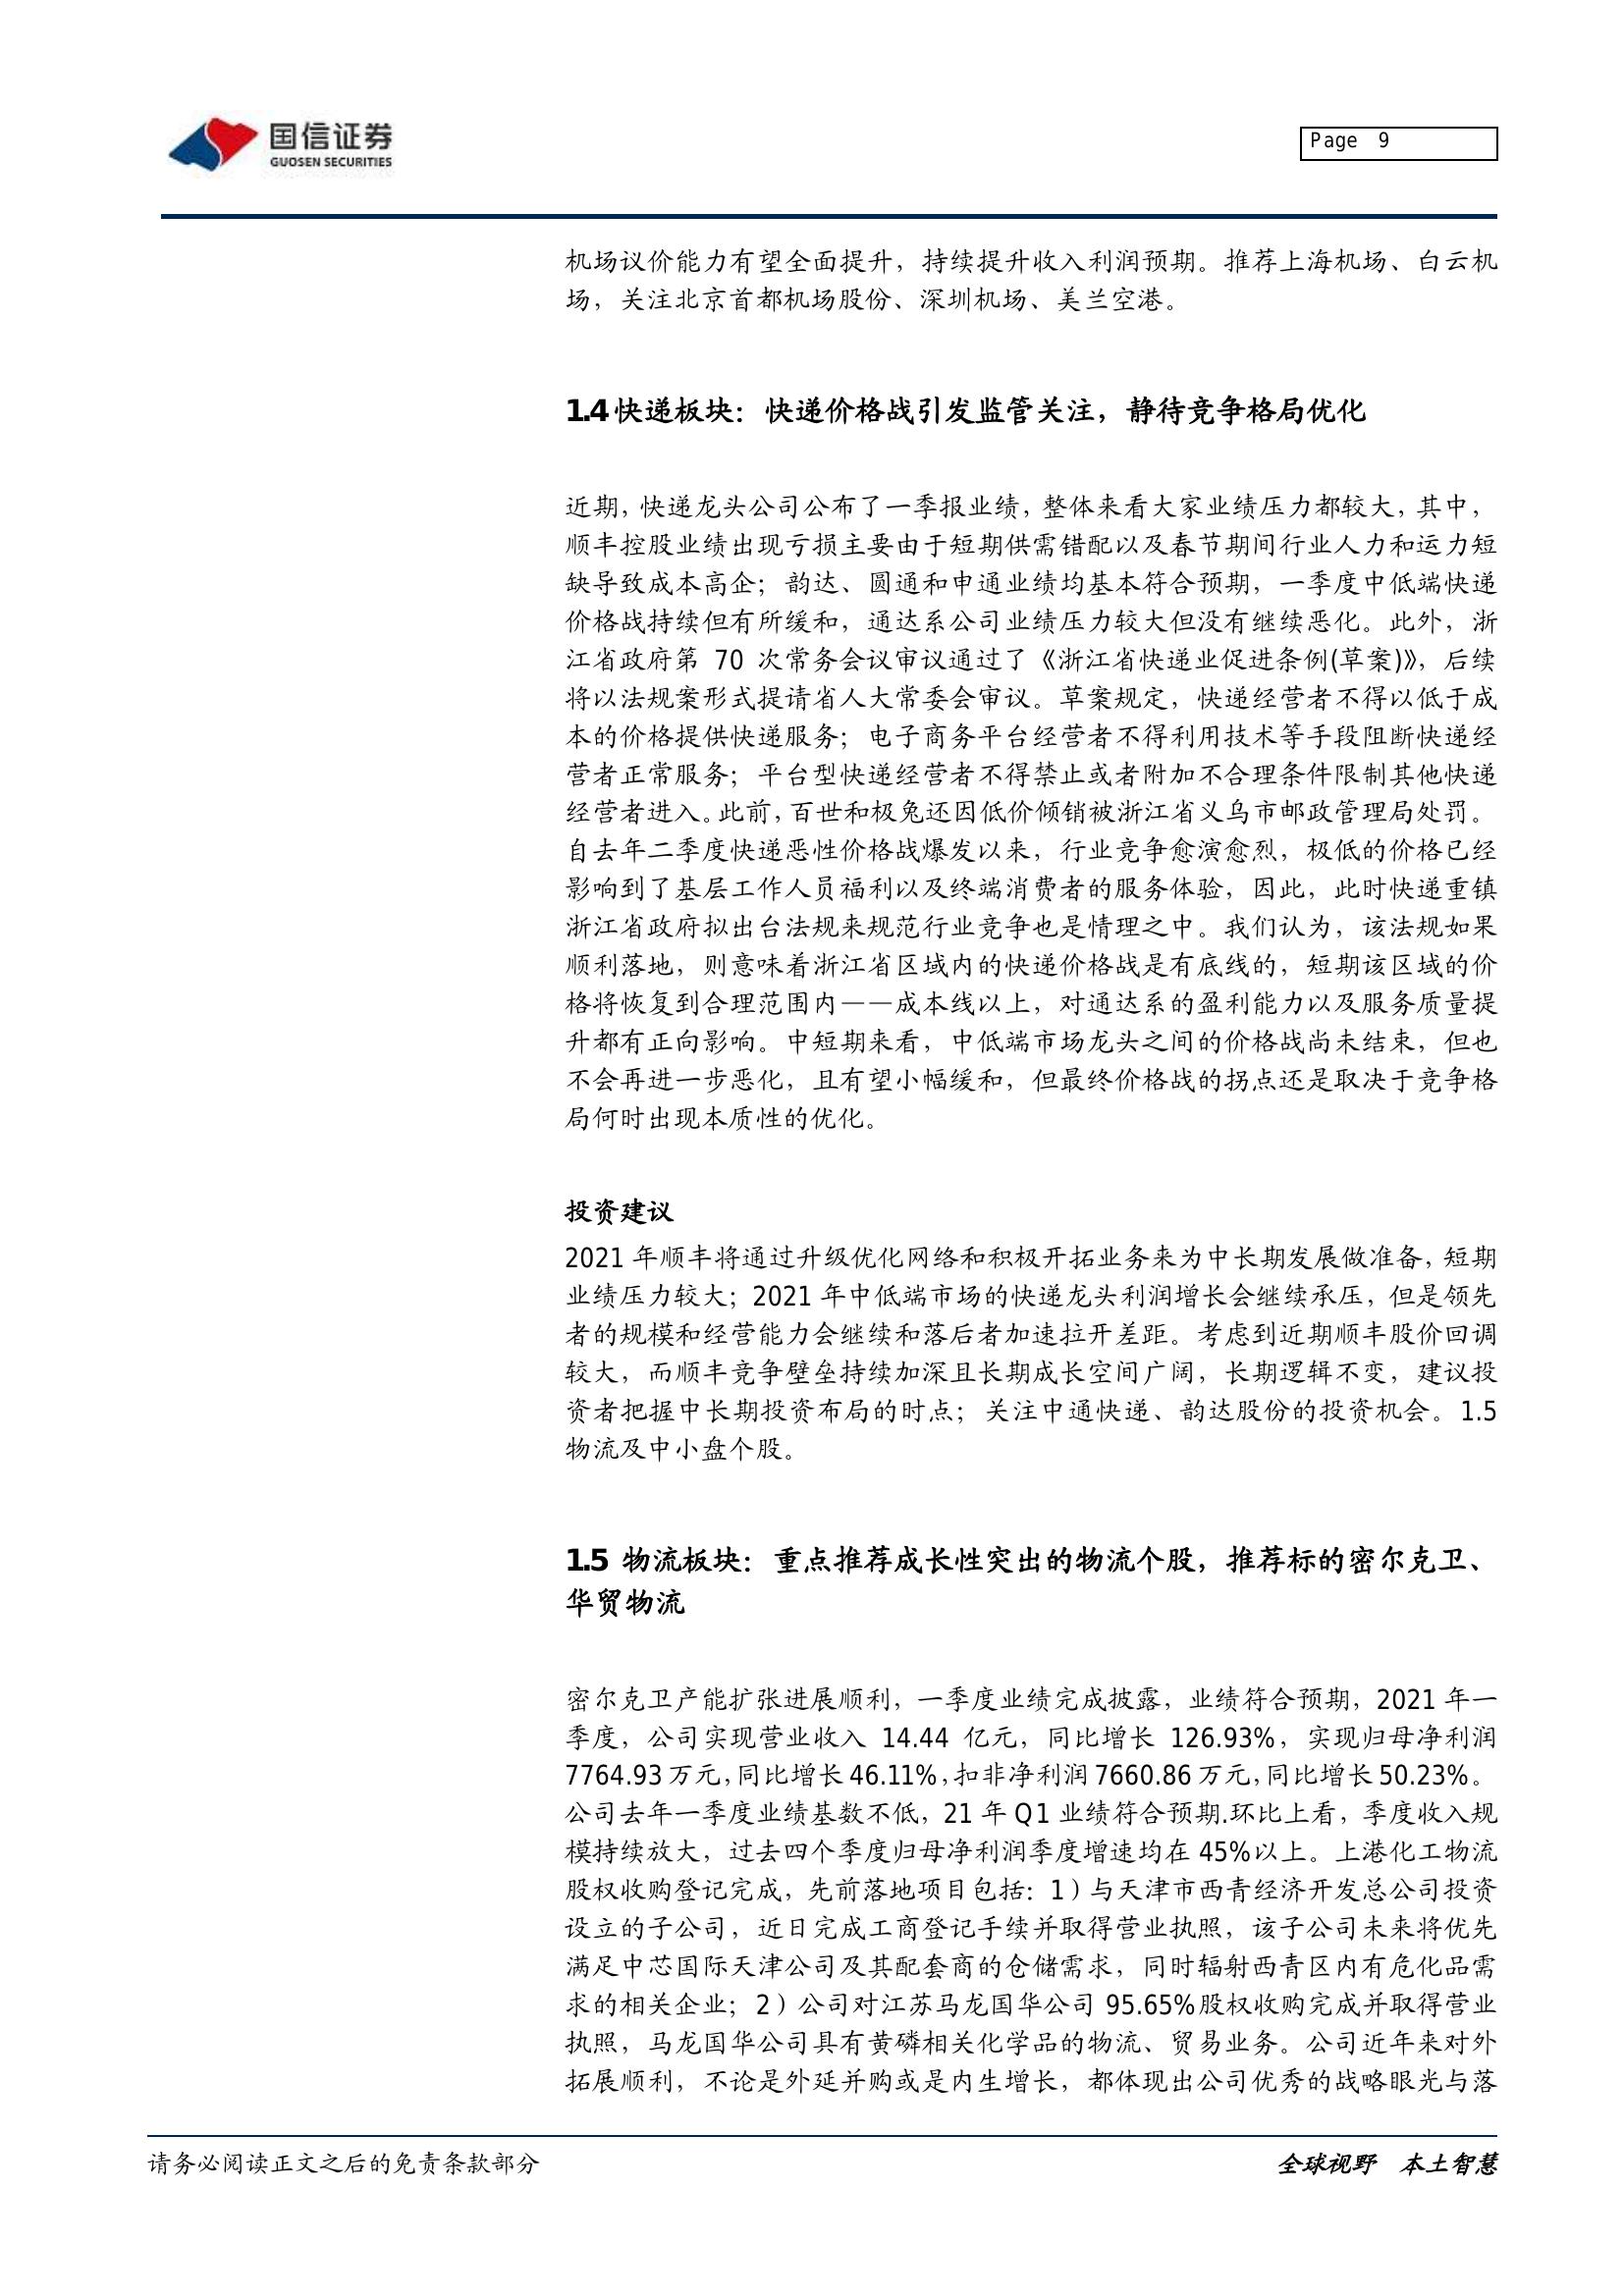 国信证券
GUOSEN SECURITIES
Page 9
机场议价能力有望全面提升，持续提升收入利润预期。推荐上海机场、白云机
场，关注北京首都机场股份、深圳机场、美兰空港。
1.4 快递板块：快递价格战引发监管关注，静待竞争格局优化
近期，快递龙头公司公布了一季报业绩，整体来看大家业绩压力都较大，其中，
顺丰控股业绩出现亏损主要由于短期供需错配以及春节期间行业人力和运力短
缺导致成本高企；韵达、圆通和申通业绩均基本符合预期，一季度中低端快递
价格战持续但有所缓和，通达系公司业绩压力较大但没有继续恶化。此外，浙
江省政府第 70 次常务会议审议通过了《浙江省快递业促进条例(草案)》，后续
将以法规案形式提请省人大常委会审议。草案规定，快递经营者不得以低于成
本的价格提供快递服务；电子商务平台经营者不得利用技术等手段阻断快递经
营者正常服务；平台型快递经营者不得禁止或者附加不合理条件限制其他快递
经营者进入。此前，百世和极兔还因低价倾销被浙江省义乌市邮政管理局处罚。
自去年二季度快递恶性价格战爆发以来，行业竞争愈演愈烈，极低的价格已经
影响到了基层工作人员福利以及终端消费者的服务体验，因此，此时快递重镇
浙江省政府拟出台法规来规范行业竞争也是情理之中。我们认为，该法规如果
顺利落地，则意味着浙江省区域内的快递价格战是有底线的，短期该区域的价
格将恢复到合理范围内——成本线以上，对通达系的盈利能力以及服务质量提
升都有正向影响。中短期来看，中低端市场龙头之间的价格战尚未结束，但也
不会再进一步恶化，且有望小幅缓和，但最终价格战的拐点还是取决于竞争格
局何时出现本质性的优化。
投资建议
2021 年顺丰将通过升级优化网络和积极开拓业务来为中长期发展做准备，短期
业绩压力较大；2021 年中低端市场的快递龙头利润增长会继续承压，但是领先
者的规模和经营能力会继续和落后者加速拉开差距。考虑到近期顺丰股价回调
较大，而顺丰竞争壁垒持续加深且长期成长空间广阔，长期逻辑不变，建议投
资者把握中长期投资布局的时点；关注中通快递、韵达股份的投资机会。1.5
物流及中小盘个股。
1.5 物流板块：重点推荐成长性突出的物流个股，推荐标的密尔克卫、
华贸物流
密尔克卫产能扩张进展顺利，一季度业绩完成披露，业绩符合预期，2021 年一
季度，公司实现营业收入 14.44 亿元，同比增长 126.93%，实现归母净利润
7764.93 万元，同比增长 46.11%，扣非净利润 7660.86 万元，同比增长 50.23%。
公司去年一季度业绩基数不低，21 年 Q1 业绩符合预期.环比上看，季度收入规
模持续放大，过去四个季度归母净利润季度增速均在 45%以上。上港化工物流
股权收购登记完成，先前落地项目包括：1）与天津市西青经济开发总公司投资
设立的子公司，近日完成工商登记手续并取得营业执照，该子公司未来将优先
满足中芯国际天津公司及其配套商的仓储需求，同时辐射西青区内有危化品需
求的相关企业；2）公司对江苏马龙国华公司 95.65%股权收购完成并取得营业
执照，马龙国华公司具有黄磷相关化学品的物流、贸易业务。公司近年来对外
拓展顺利，不论是外延并购或是内生增长，都体现出公司优秀的战略眼光与落
请务必阅读正文之后的免责条款部分
全球视野 本土智慧